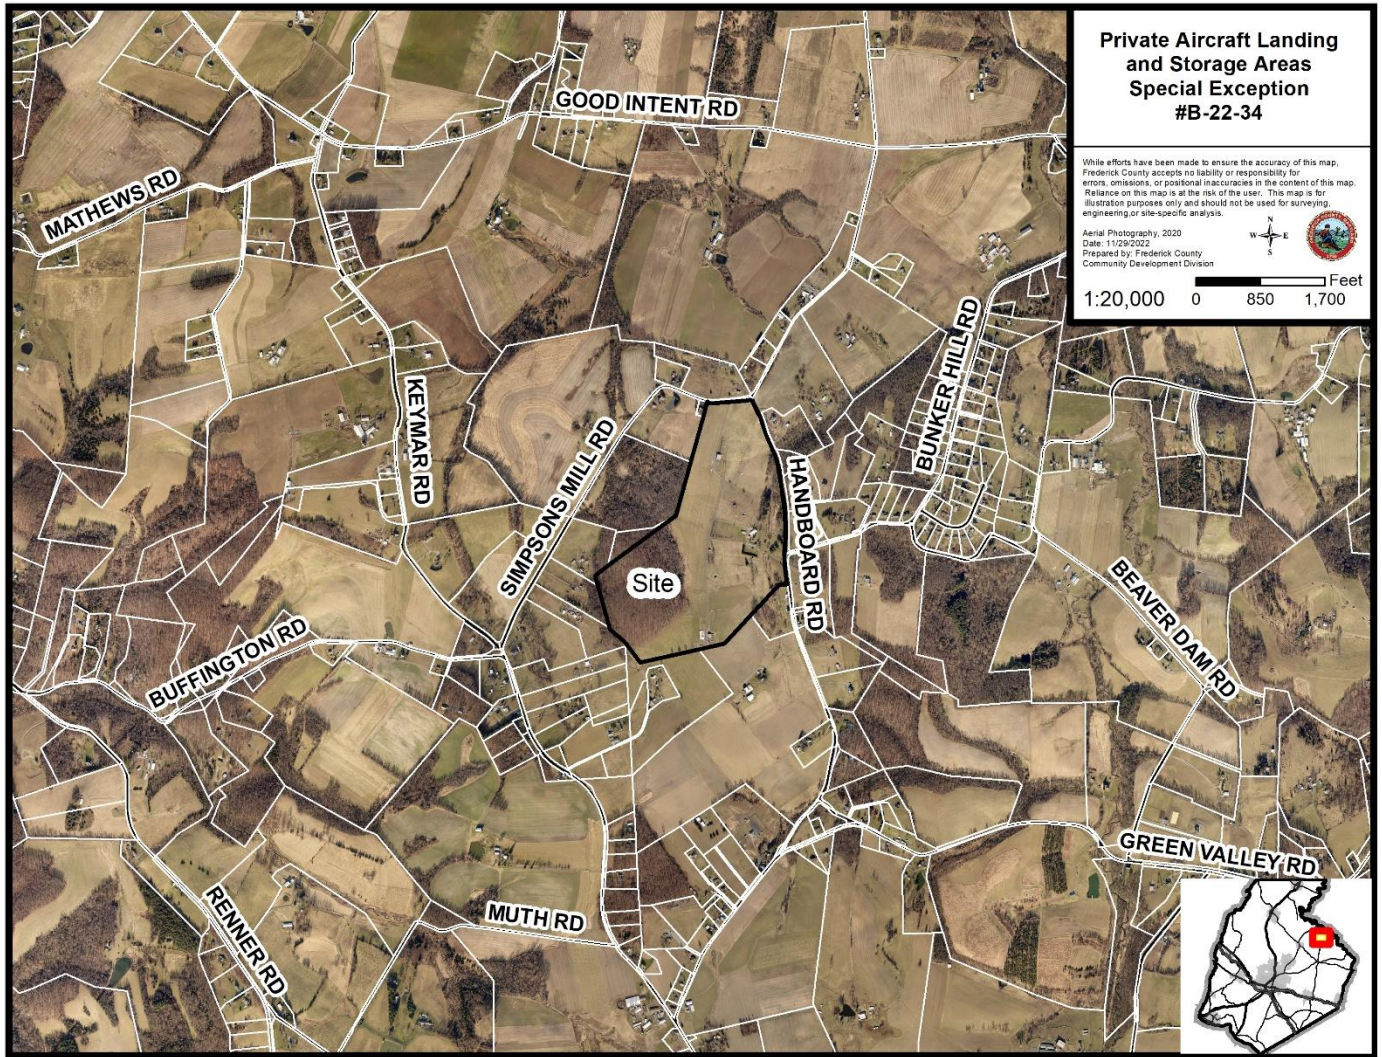 Private Aircraft Landing
and Storage Areas
Special Exception
#B-22-34
While efforts have been made to ensure the accuracy of this map,
Frederick County accepts no liability or responsibility for
errors, omissions, or positional inaccuracies in the content of this map.
Reliance on this map is at the risk of the user. This map is for
illustration purposes only and should not be used for surveying,
engineering,or site-specific analysis.
Aerial Photography, 2020
Date: 11/29/2022
Prepared by: Frederick County
Community Development Division
N
W E
S
1:20,000
Feet
0 850 1,700
GOOD INTENT RD
MATHEWS RD
KEYMAR RD
SIMPSONS MILL RD
BUNKER HILL RD
HANDBOARD RD
Site
BEAVER DAM RD
BUFFINGTON RD
GREEN VALLEY RD
RENNER RD
MUTH RD